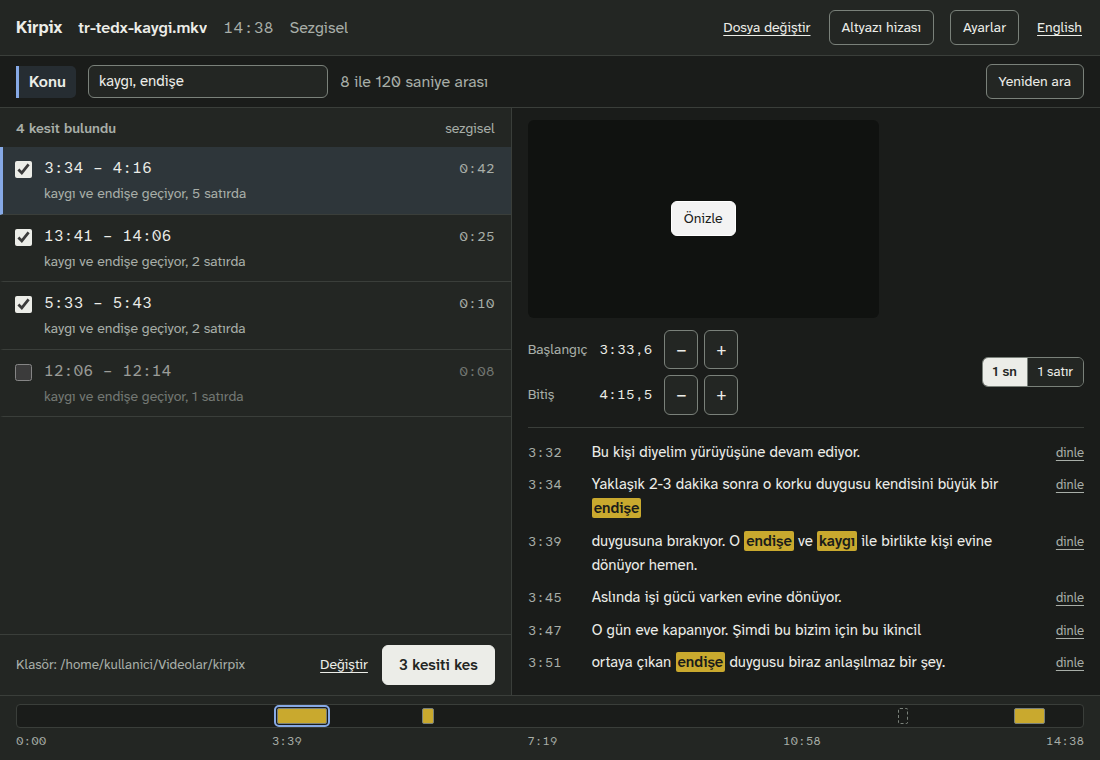 Kirpix tr-tedx-kaygi.mkv 14:38 Sezgisel Dosya değiştir Altyazı hizası Ayarlar English
Konu kaygı, endişe 8 ile 120 saniye arası Yeniden ara
4 kesit bulundu sezgisel
3:34 – 4:16 0:42
kaygı ve endişe geçiyor, 5 satırda
13:41 – 14:06 0:25
kaygı ve endişe geçiyor, 2 satırda
5:33 – 5:43 0:10
kaygı ve endişe geçiyor, 2 satırda
12:06 – 12:14 0:08
kaygı ve endişe geçiyor, 1 satırda
Klasör: /home/kullanici/Videolar/kirpix Değiştir 3 kesiti kes
Önizle
Başlangıç 3:33,6 − +
Bitiş 4:15,5 − +
1 sn 1 satır
3:32 Bu kişi diyelim yürüyüşüne devam ediyor. dinle
3:34 Yaklaşık 2-3 dakika sonra o korku duygusu kendisini büyük bir dinle
endişe
3:39 duygusuna bırakıyor. O endişe ve kaygı ile birlikte kişi evine dinle
dönüyor hemen.
3:45 Aslında işi gücü varken evine dönüyor. dinle
3:47 O gün eve kapanıyor. Şimdi bu bizim için bu ikincil dinle
3:51 ortaya çıkan endişe duygusu biraz anlaşılmaz bir şey. dinle
0:00 3:39 7:19 10:58 14:38